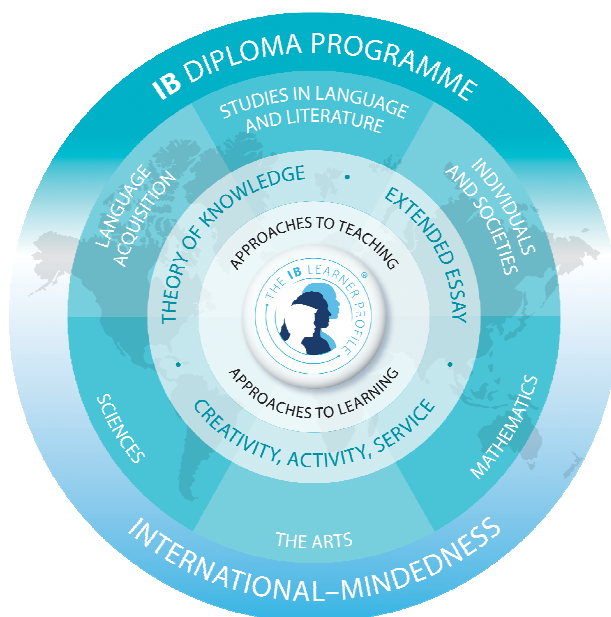 IB DIPLOMA PROGRAMME
STUDIES IN LANGUAGE
AND LITERATURE
LANGUAGE
ACQUISITION
INDIVIDUALS
AND SOCIETIES
THEORY OF KNOWLEDGE
•
EXTENDED ESSAY
APPROACHES TO TEACHING
THE IB LEARNER PROFILE
®
APPROACHES TO LEARNING
•
•
CREATIVITY, ACTIVITY, SERVICE
SCIENCES
MATHEMATICS
THE ARTS
INTERNATIONAL–MINDEDNESS